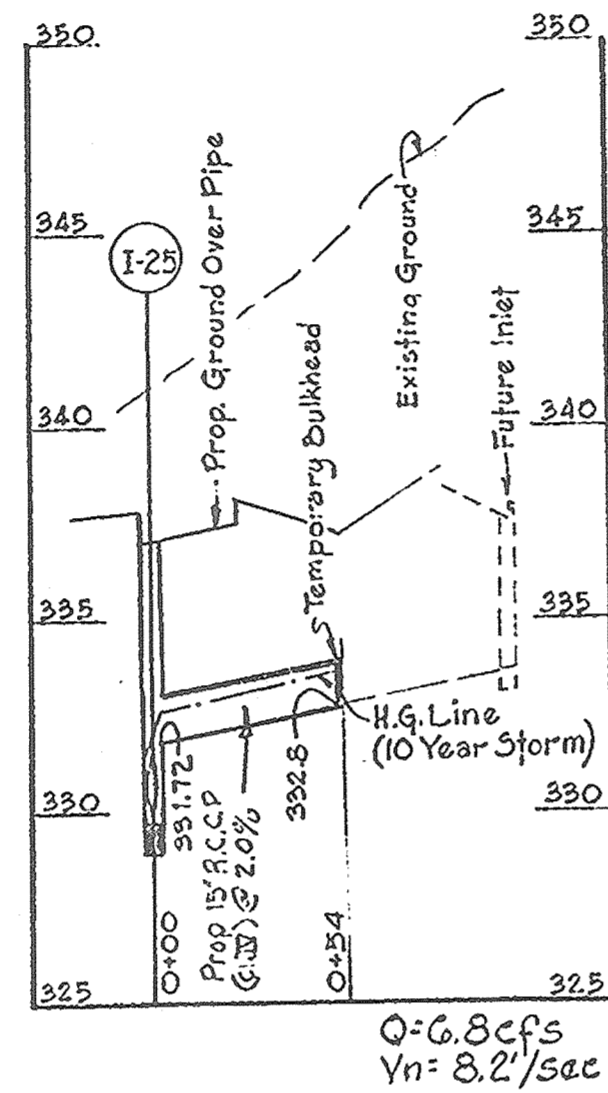 350.
350
345
345
I-25
Prop. Ground Over Pipe
Existing Ground
Temporary Bulkhead
Future Inlet
340
340
335
335
H.G. Line
(10 Year Storm)
331.72
332.8
330
330
Prop 15" R.C.C.P
(Cl. IV) @ 2.0%
0+00
0+54
325
325
Q=6.8cfs
Vn= 8.2'/sec